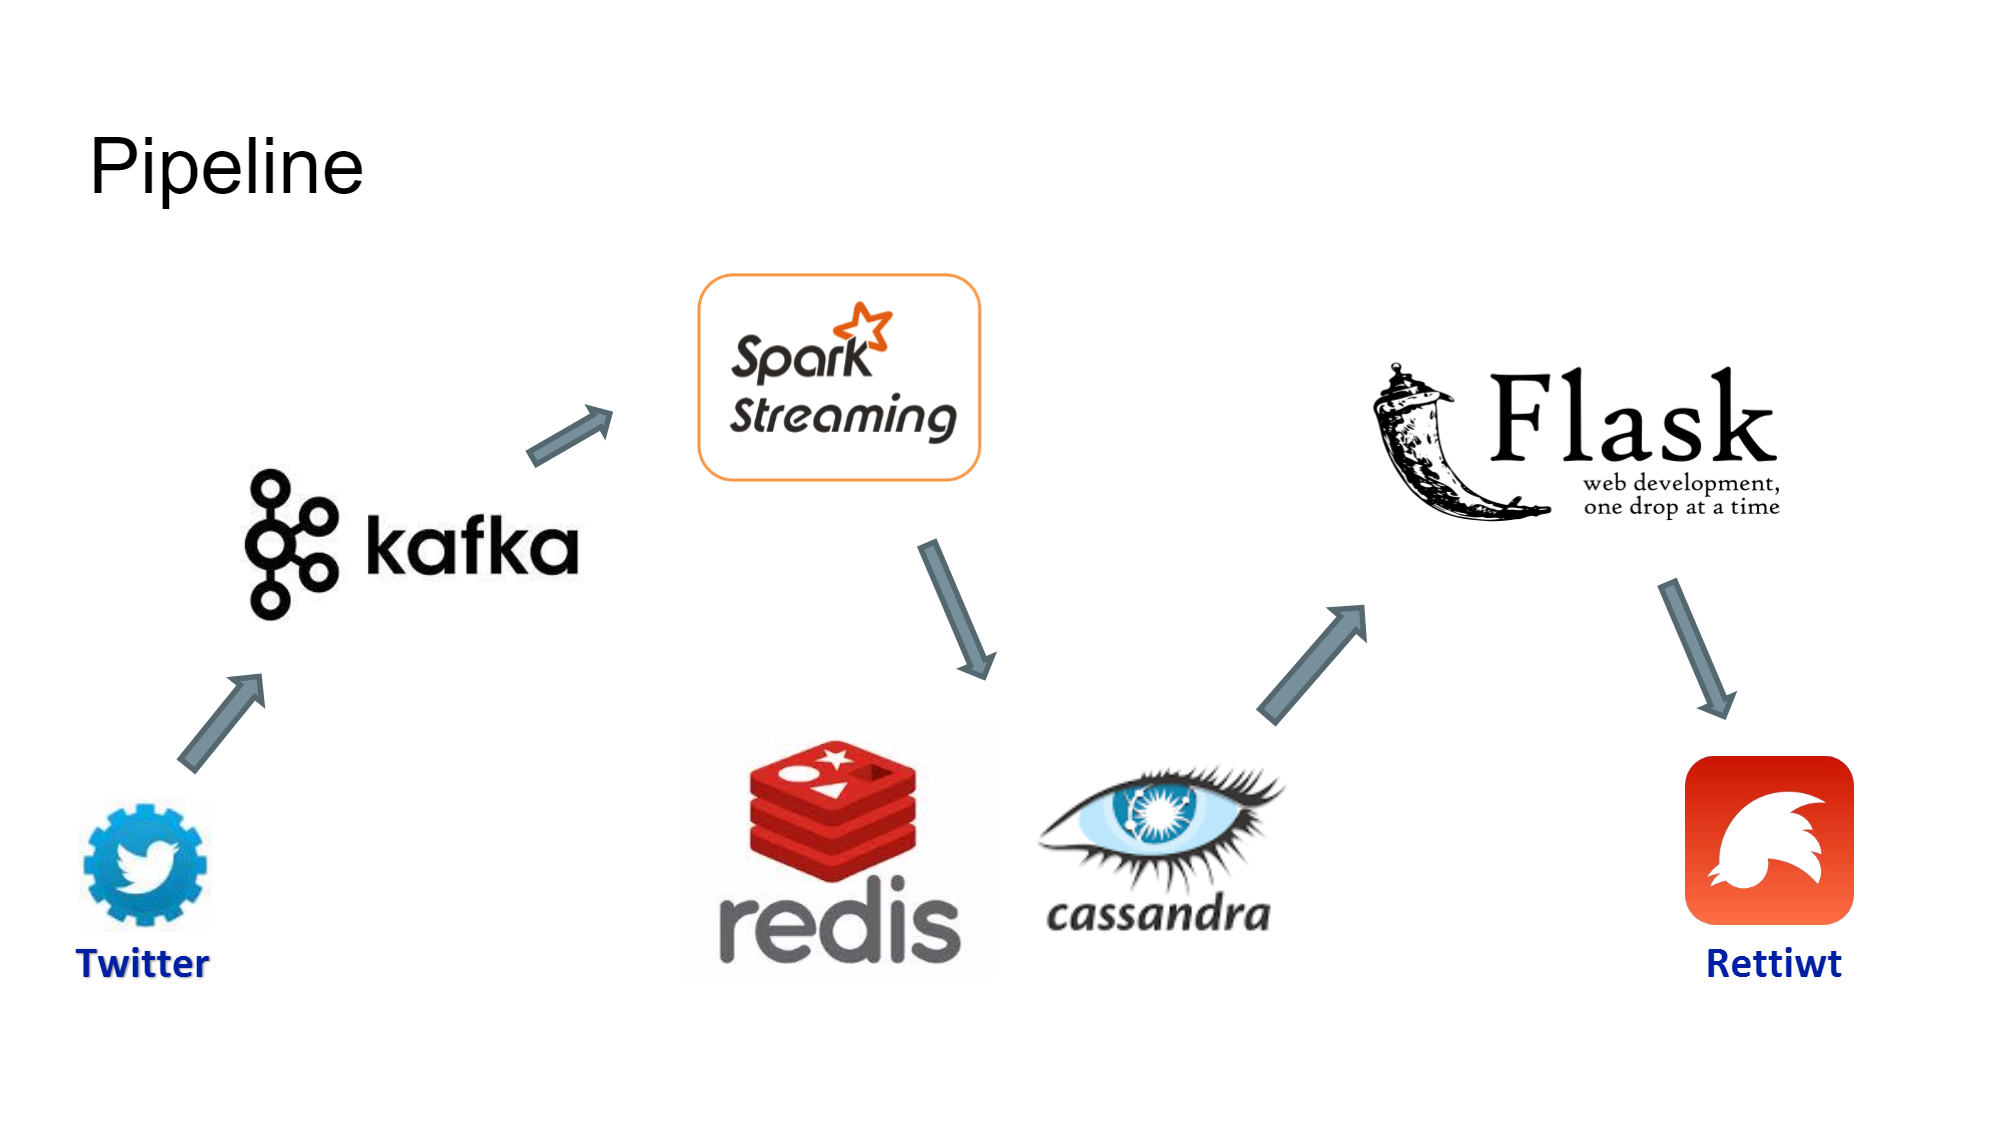 Pipeline
Spark
Streaming
Flask
web development,
one drop at a time
kafka
redis
cassandra
Twitter
Rettiwt